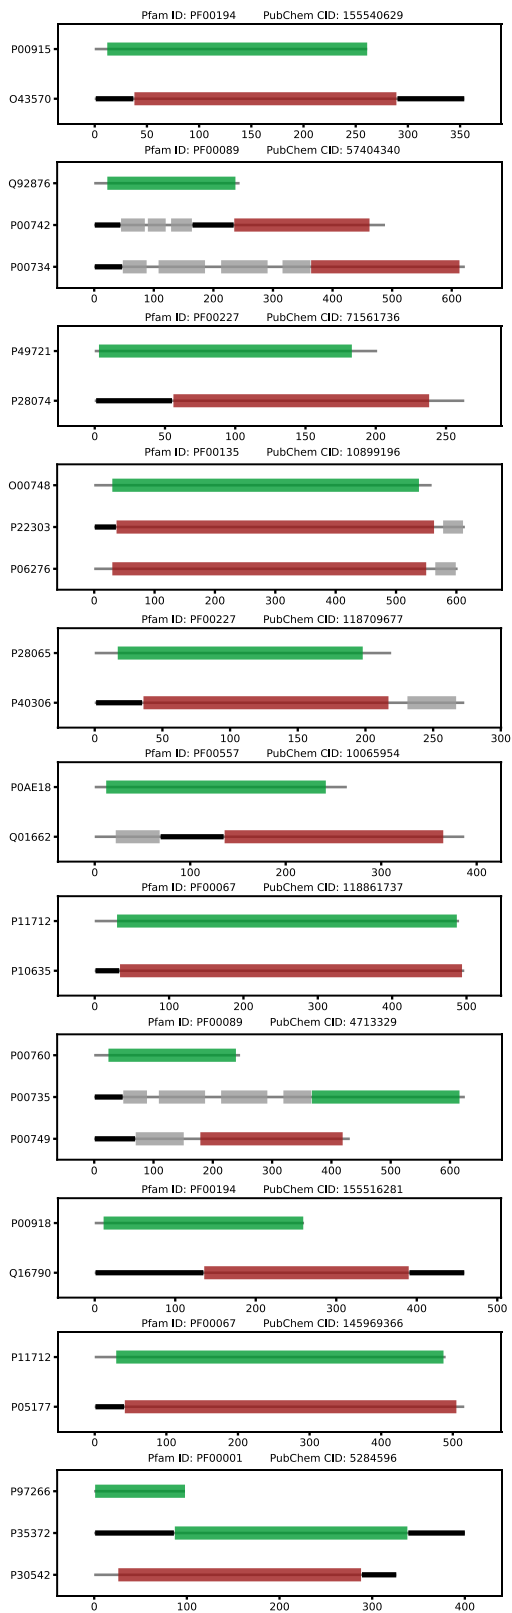 Pfam ID: PF00194 PubChem CID: 155540629
P00915
O43570
0 50 100 150 200 250 300 350
Pfam ID: PF00089 PubChem CID: 57404340
Q92876
P00742
P00734
0 100 200 300 400 500 600
Pfam ID: PF00227 PubChem CID: 71561736
P49721
P28074
0 50 100 150 200 250
Pfam ID: PF00135 PubChem CID: 10899196
O00748
P22303
P06276
0 100 200 300 400 500 600
Pfam ID: PF00227 PubChem CID: 118709677
P28065
P40306
0 50 100 150 200 250 300
Pfam ID: PF00557 PubChem CID: 10065954
P0AE18
Q01662
0 100 200 300 400
Pfam ID: PF00067 PubChem CID: 118861737
P11712
P10635
0 100 200 300 400 500
Pfam ID: PF00089 PubChem CID: 4713329
P00760
P00735
P00749
0 100 200 300 400 500 600
Pfam ID: PF00194 PubChem CID: 155516281
P00918
Q16790
0 100 200 300 400 500
Pfam ID: PF00067 PubChem CID: 145969366
P11712
P05177
0 100 200 300 400 500
Pfam ID: PF00001 PubChem CID: 5284596
P97266
P35372
P30542
0 100 200 300 400